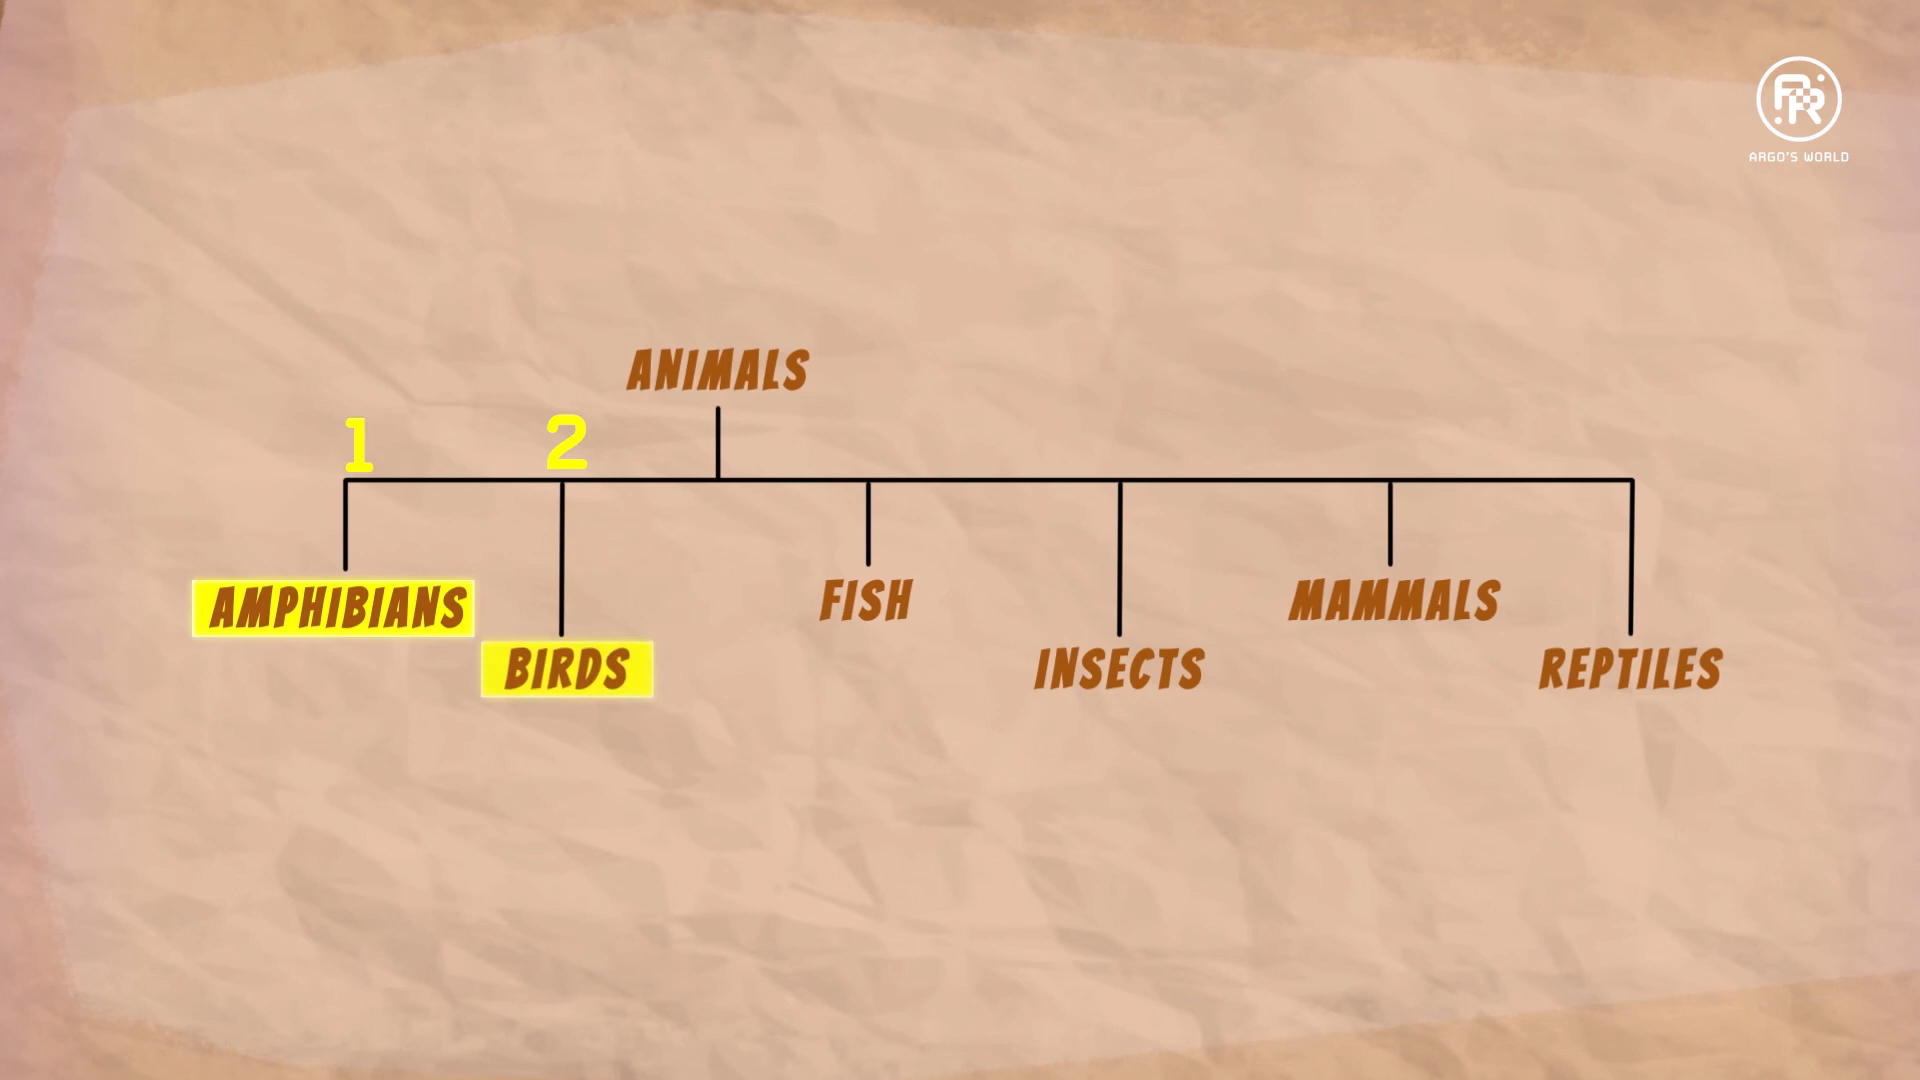 ARGO'S WORLD
ANIMALS
1 2
AMPHIBIANS
BIRDS
FISH
INSECTS
MAMMALS
REPTILES